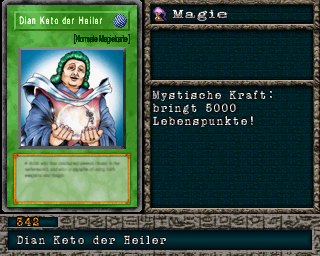 Dian Keto der Heiler
[Normale Magiekarte]
Magie
Mystische Kraft:
bringt 5000
Lebenspunkte!
342
Dian Keto der Heiler